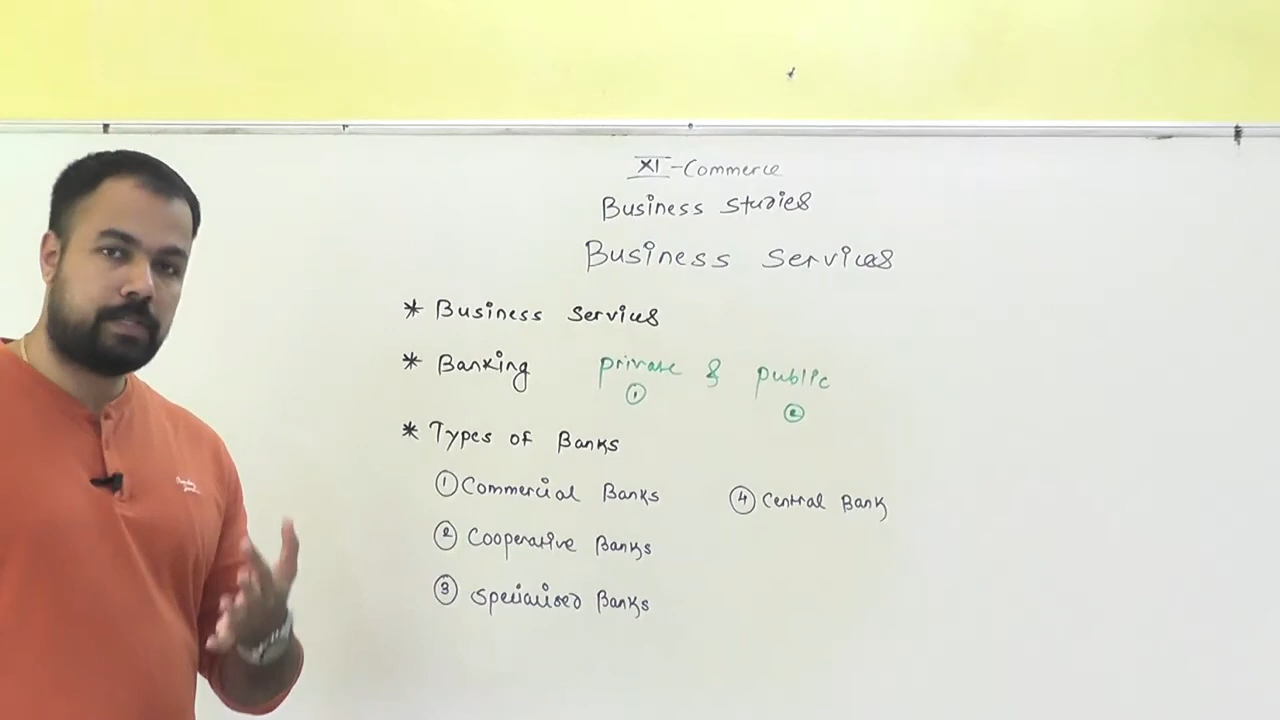 XI-Commerce
Business Studies
Business Services
* Business Services
* Banking private & public
① ②
* Types of Banks
① Commercial Banks ④ Central Bank
② Cooperative Banks
③ Specialised Banks